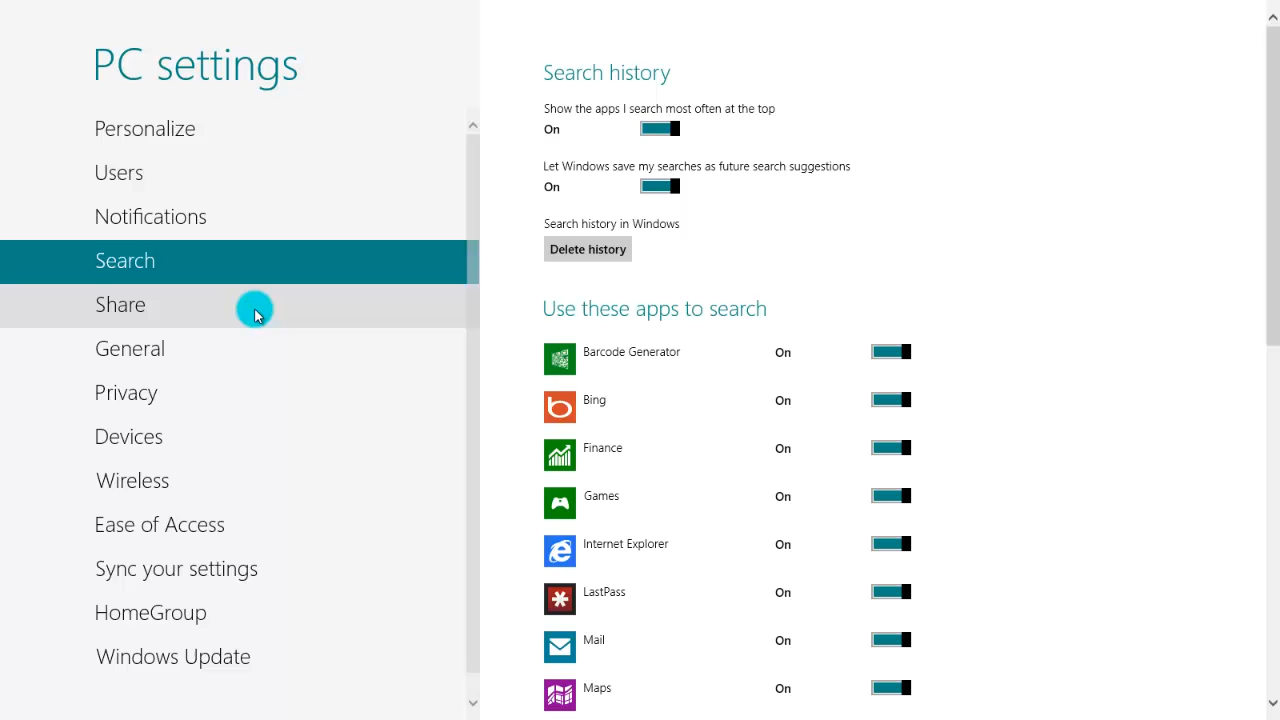 PC settings
Personalize
Users
Notifications
Search
Share
General
Privacy
Devices
Wireless
Ease of Access
Sync your settings
HomeGroup
Windows Update
Search history
Show the apps I search most often at the top
On
Let Windows save my searches as future search suggestions
On
Search history in Windows
Delete history
Use these apps to search
Barcode Generator On
Bing On
Finance On
Games On
Internet Explorer On
LastPass On
Mail On
Maps On